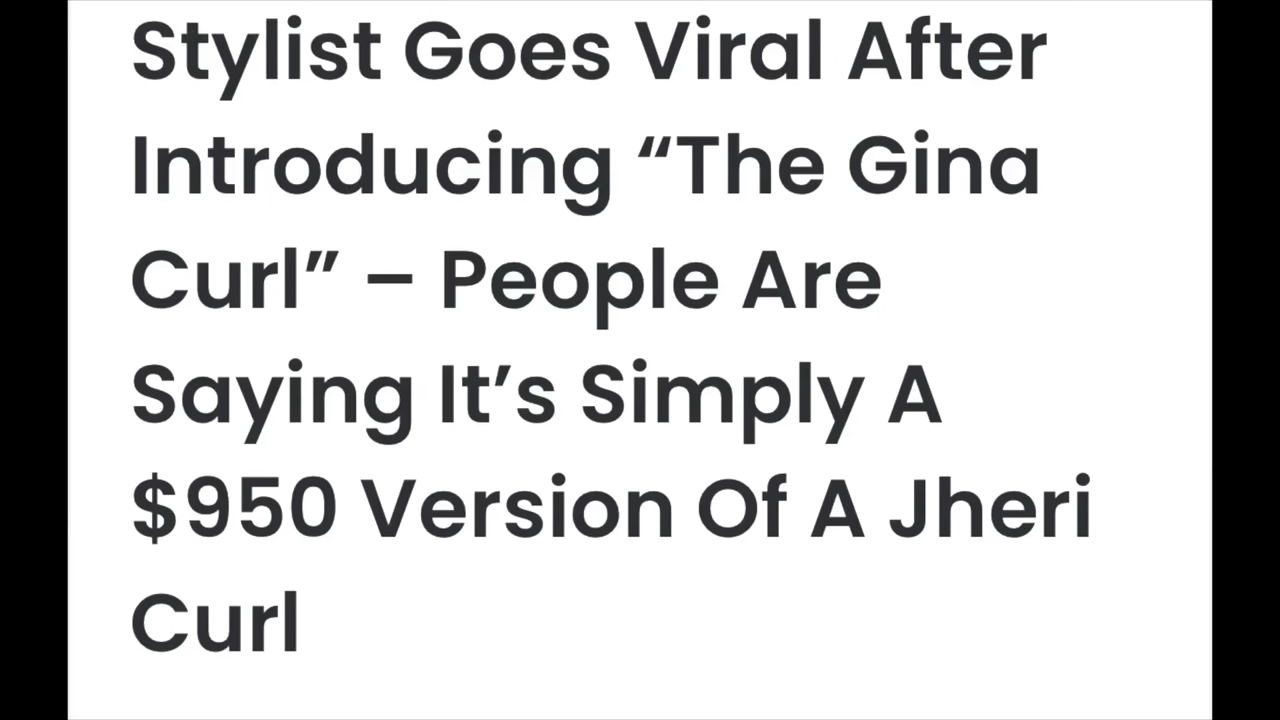 Stylist Goes Viral After
Introducing “The Gina
Curl” – People Are
Saying It’s Simply A
$950 Version Of A Jheri
Curl